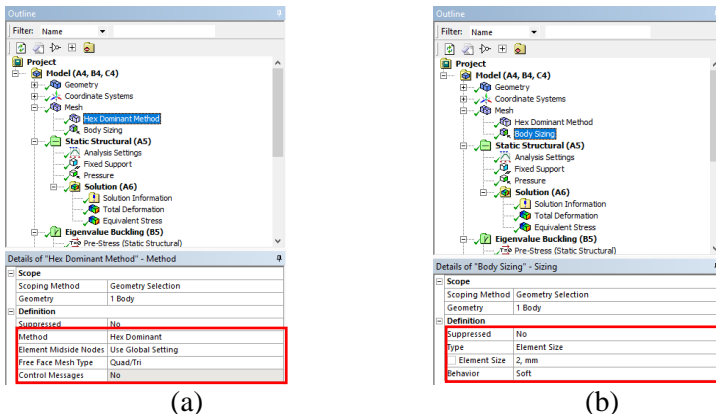 Outline
Filter: Name
Project
Model (A4, B4, C4)
Geometry
Coordinate Systems
Mesh
Hex Dominant Method
Body Sizing
Static Structural (A5)
Analysis Settings
Fixed Support
Pressure
Solution (A6)
Solution Information
Total Deformation
Equivalent Stress
Eigenvalue Buckling (B5)
Pre-Stress (Static Structural)
Details of "Hex Dominant Method" - Method
Scope
Scoping Method Geometry Selection
Geometry 1 Body
Definition
Suppressed No
Method Hex Dominant
Element Midside Nodes Use Global Setting
Free Face Mesh Type Quad/Tri
Control Messages No
(a)
Outline
Filter: Name
Project
Model (A4, B4, C4)
Geometry
Coordinate Systems
Mesh
Hex Dominant Method
Body Sizing
Static Structural (A5)
Analysis Settings
Fixed Support
Pressure
Solution (A6)
Solution Information
Total Deformation
Equivalent Stress
Eigenvalue Buckling (B5)
Pre-Stress (Static Structural)
Details of "Body Sizing" - Sizing
Scope
Scoping Method Geometry Selection
Geometry 1 Body
Definition
Suppressed No
Type Element Size
Element Size 2, mm
Behavior Soft
(b)